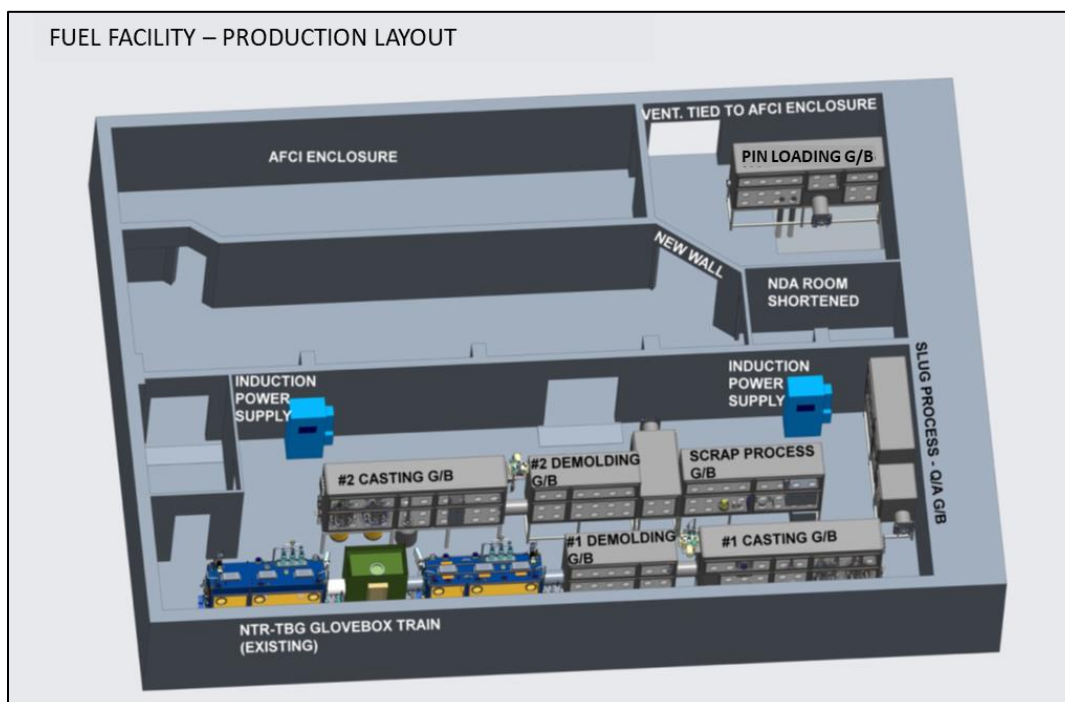 FUEL FACILITY – PRODUCTION LAYOUT
VENT. TIED TO AFCI ENCLOSURE
AFCI ENCLOSURE
PIN LOADING G/B
NEW WALL
NDA ROOM
SHORTENED
INDUCTION
POWER
SUPPLY
INDUCTION
POWER
SUPPLY
SLUG PROCESS - Q/A G/B
#2 CASTING G/B
#2 DEMOLDING
G/B
SCRAP PROCESS
G/B
#1 DEMOLDING
G/B
#1 CASTING G/B
NTR-TBG GLOVEBOX TRAIN
(EXISTING)